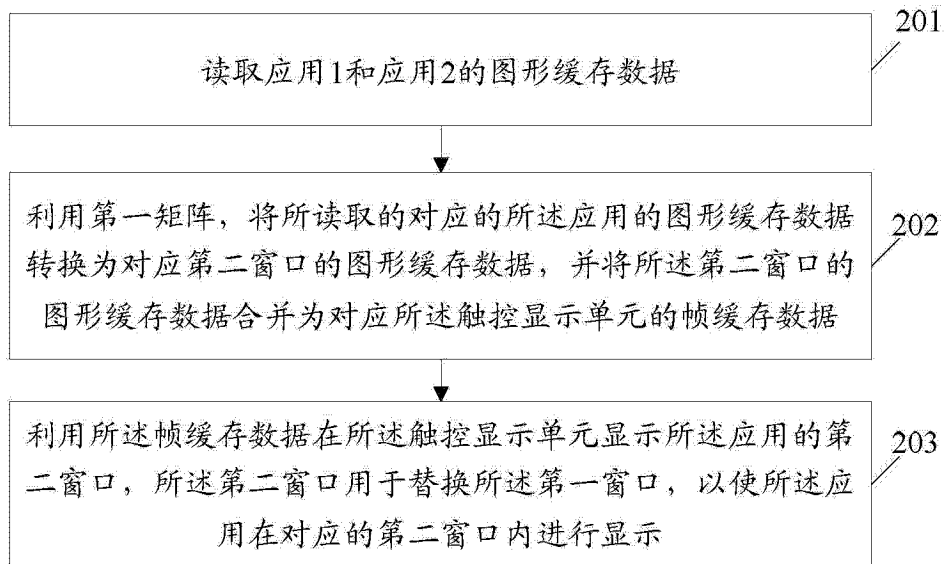 201
读取应用1和应用2的图形缓存数据
利用第一矩阵，将所读取的对应的所述应用的图形缓存数据
转换为对应第二窗口的图形缓存数据，并将所述第二窗口的
图形缓存数据合并为对应所述触控显示单元的帧缓存数据
202
利用所述帧缓存数据在所述触控显示单元显示所述应用的第
二窗口，所述第二窗口用于替换所述第一窗口，以使所述应
用在对应的第二窗口内进行显示
203